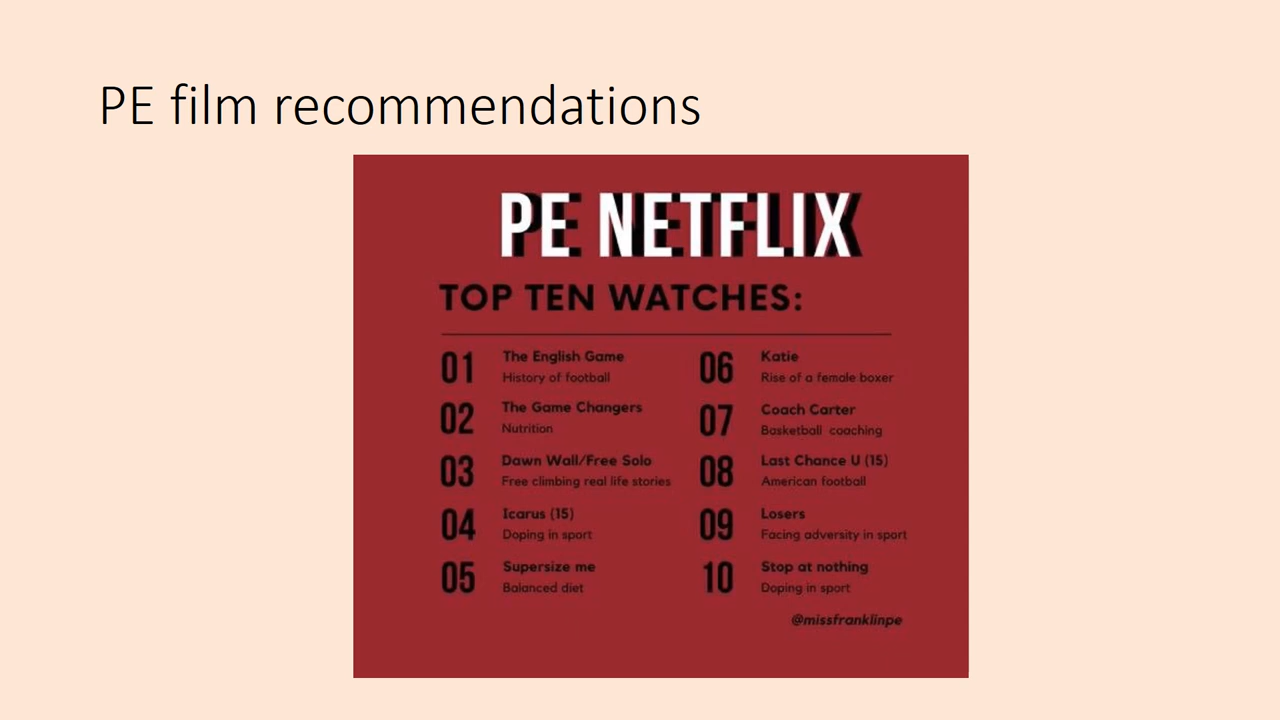 PE film recommendations
PE NETFLIX
TOP TEN WATCHES:
01 The English Game
History of football
02 The Game Changers
Nutrition
03 Dawn Wall/Free Solo
Free climbing real life stories
04 Icarus (15)
Doping in sport
05 Supersize me
Balanced diet
06 Katie
Rise of a female boxer
07 Coach Carter
Basketball coaching
08 Last Chance U (15)
American football
09 Losers
Facing adversity in sport
10 Stop at nothing
Doping in sport
@missfranklinpe